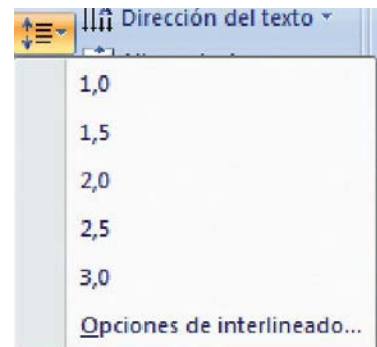 Dirección del texto
1,0
1,5
2,0
2,5
3,0
Opciones de interlineado...